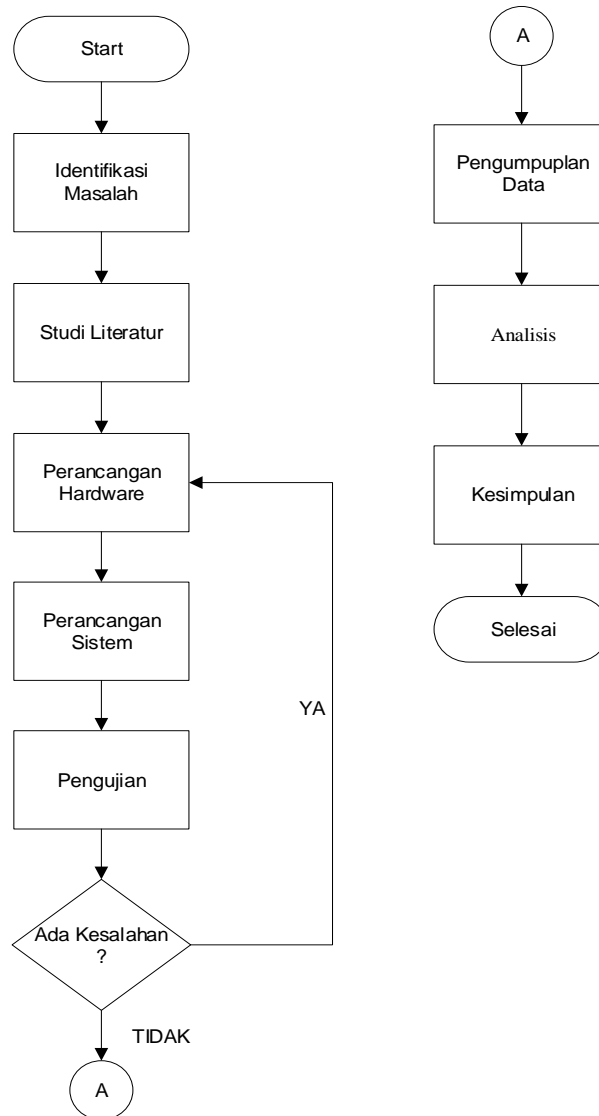 Start
Identifikasi
Masalah
Studi Literatur
Perancangan
Hardware
Perancangan
Sistem
Pengujian
Ada Kesalahan
?
YA
TIDAK
A
A
Pengumpuplan
Data
Analisis
Kesimpulan
Selesai